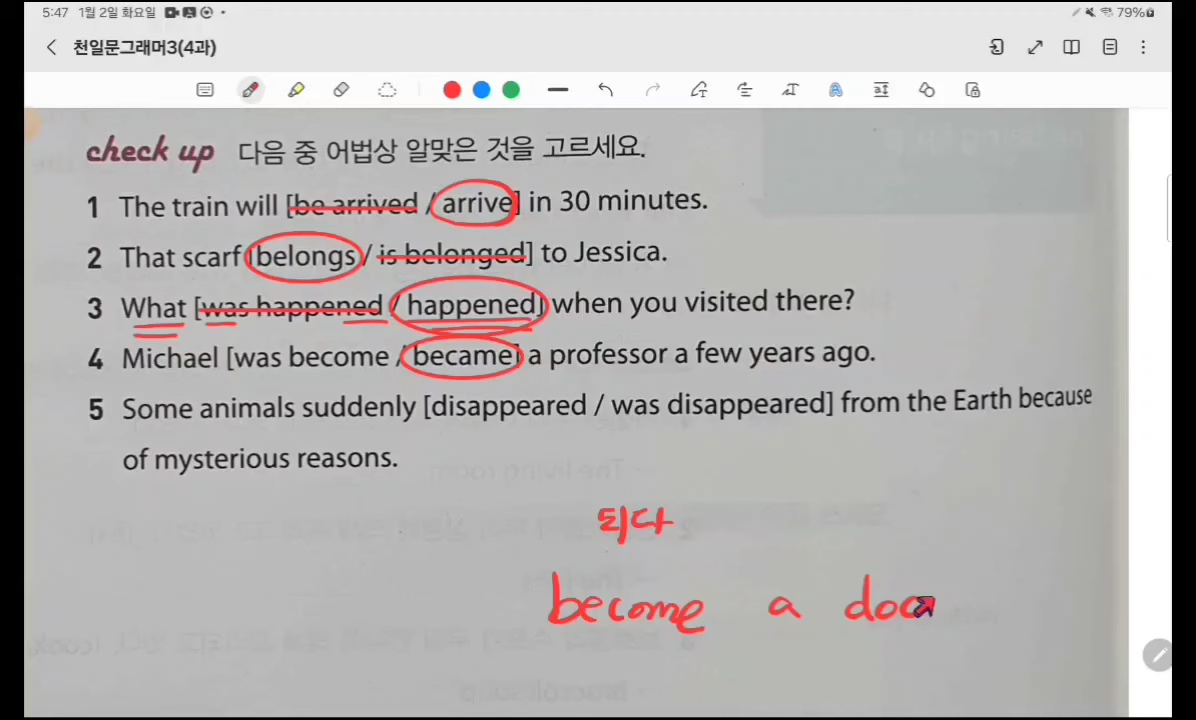 5:47 1월 2일 화요일 79%
천일문그래머3(4과)
check up 다음 중 어법상 알맞은 것을 고르세요.
1 The train will [be arrived / arrive] in 30 minutes.
2 That scarf [belongs / is belonged] to Jessica.
3 What [was happened / happened] when you visited there?
4 Michael [was become / became] a professor a few years ago.
5 Some animals suddenly [disappeared / was disappeared] from the Earth because
of mysterious reasons.
되다
become a doc